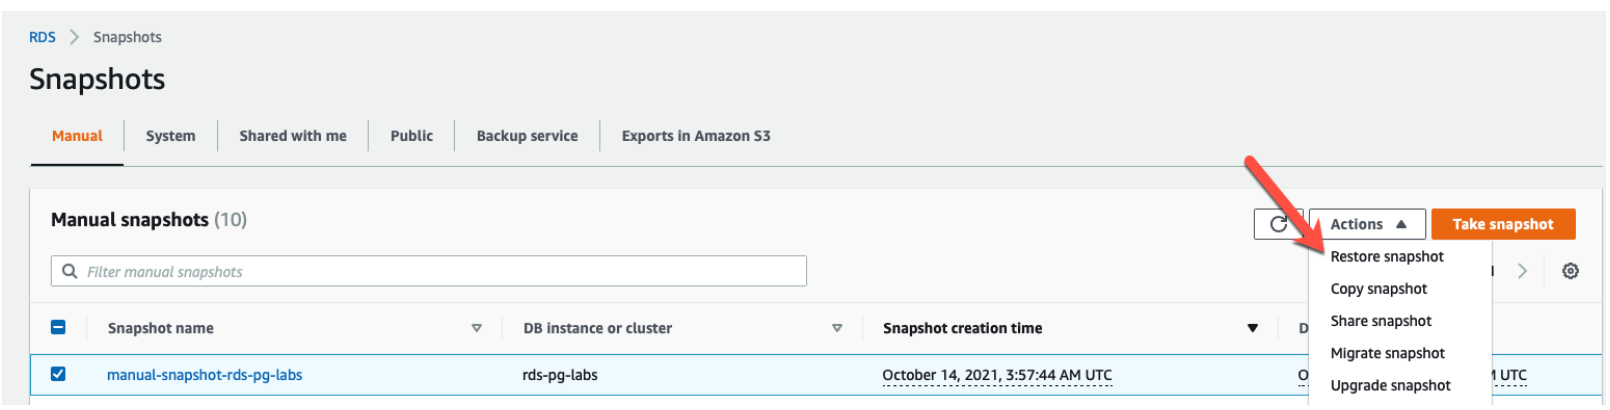 RDS > Snapshots
Snapshots
Manual System Shared with me Public Backup service Exports in Amazon S3
Manual snapshots (10)
Actions Take snapshot
Filter manual snapshots
Restore snapshot
Copy snapshot
Share snapshot
Migrate snapshot
Upgrade snapshot
Snapshot name DB instance or cluster Snapshot creation time
manual-snapshot-rds-pg-labs rds-pg-labs October 14, 2021, 3:57:44 AM UTC UTC